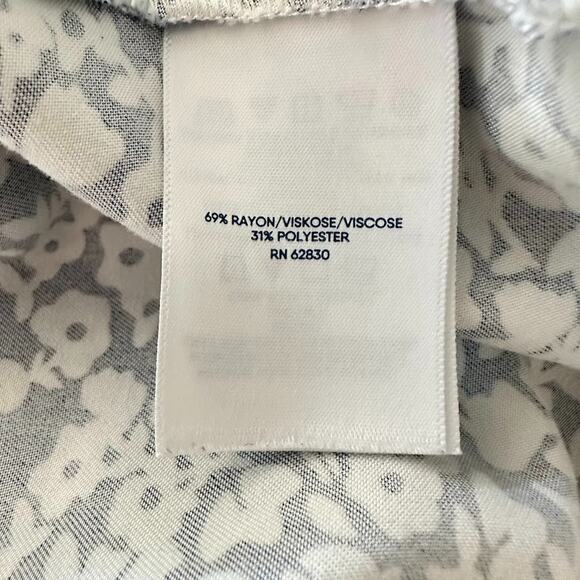 69% RAYON/VISKOSE/VISCOSE
31% POLYESTER
RN 62830